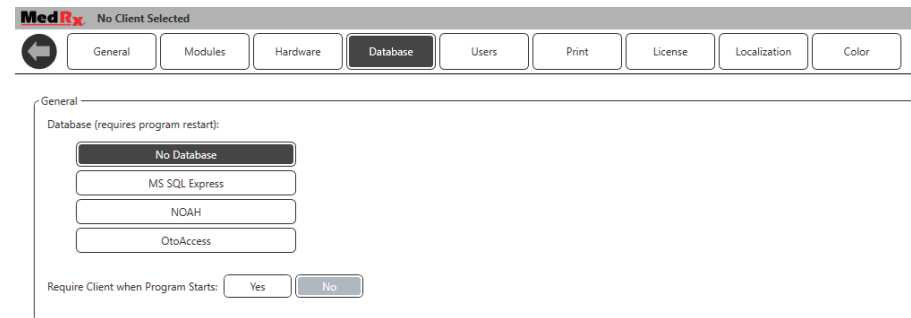 MedRx. No Client Selected
General Modules Hardware Database Users Print License Localization Color
General
Database (requires program restart):
No Database
MS SQL Express
NOAH
OtoAccess
Require Client when Program Starts: Yes No